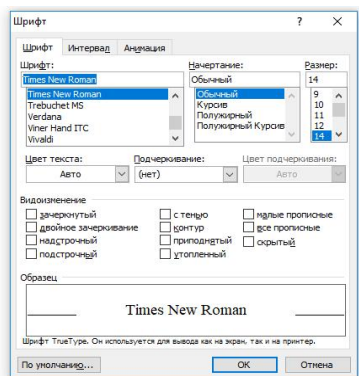 Шрифт ? X
Шрифт Интервал Анимация
Шрифт: Начертание: Размер:
Times New Roman Обычный 14
Times New Roman Обычный 9
Trebuchet MS Курсив 10
Verdana Полужирный 11
Viner Hand ITC Полужирный Курсив 12
Vivaldi 14
Цвет текста: Подчеркивание: Цвет подчеркивания:
Авто (нет) Авто
Видоизменение
зачеркнутый с тенью малые прописные
двойное зачеркивание контур все прописные
надстрочный приподнятый скрытый
подстрочный утопленный
Образец
Times New Roman
Шрифт TrueType. Он используется для вывода как на экран, так и на принтер.
По умолчанию... ОК Отмена